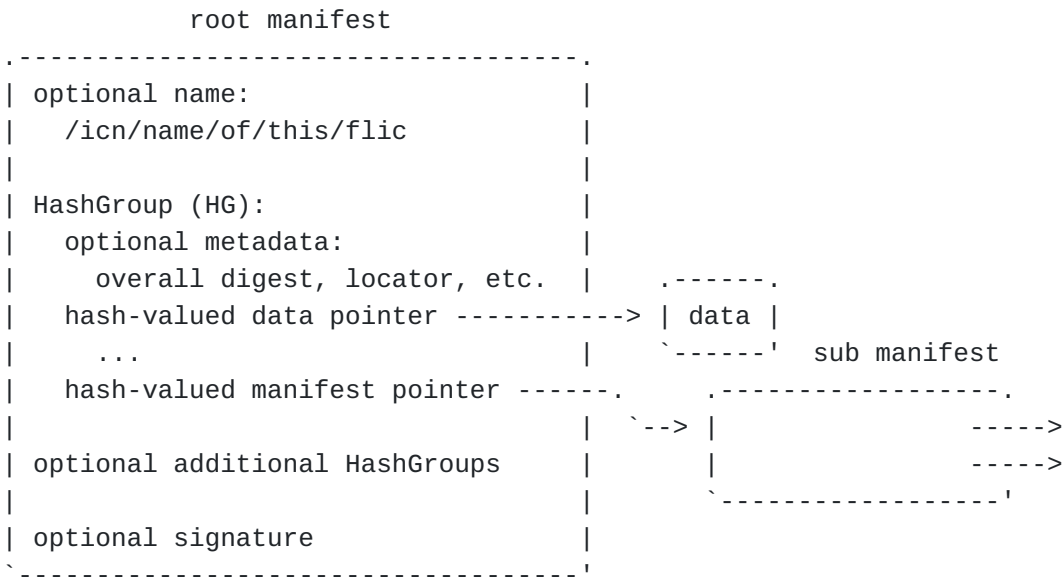 root manifest
optional name:
/icn/name/of/this/flic
HashGroup (HG):
optional metadata:
overall digest, locator, etc.
hash-valued data pointer -----------> | data |
...
sub manifest
hash-valued manifest pointer ------.
optional additional HashGroups
optional signature